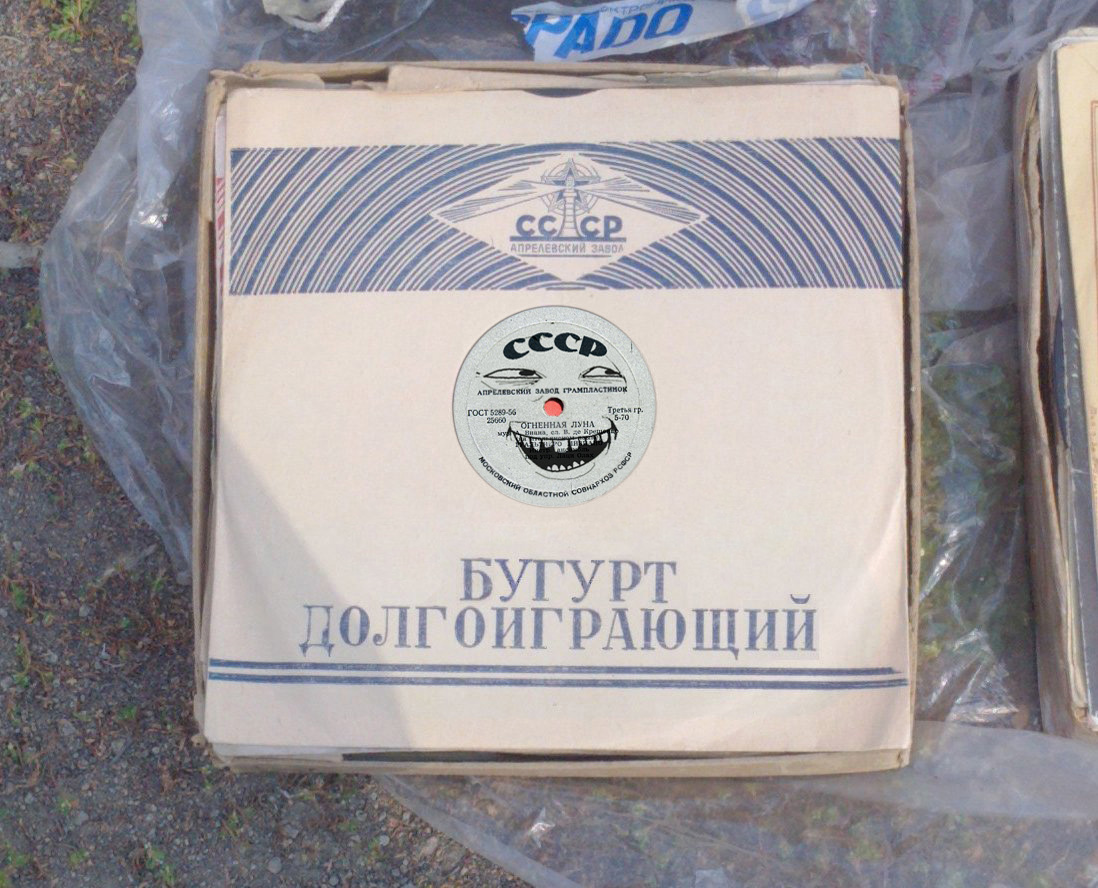 PADO
СССР
АПРЕЛЕВСКИЙ ЗАВОД
СССР
АПРЕЛЕВСКИЙ ЗАВОД ГРАМПЛАСТИНОК
ГОСТ 5289-56
25660
Третья гр.
5-70
ОГНЕННАЯ ЛУНА
МОСКОВСКИЙ ОБЛАСТНОЙ СОВНАРХОЗ РСФСР
БУГУРТ
ДОЛГОИГРАЮЩИЙ